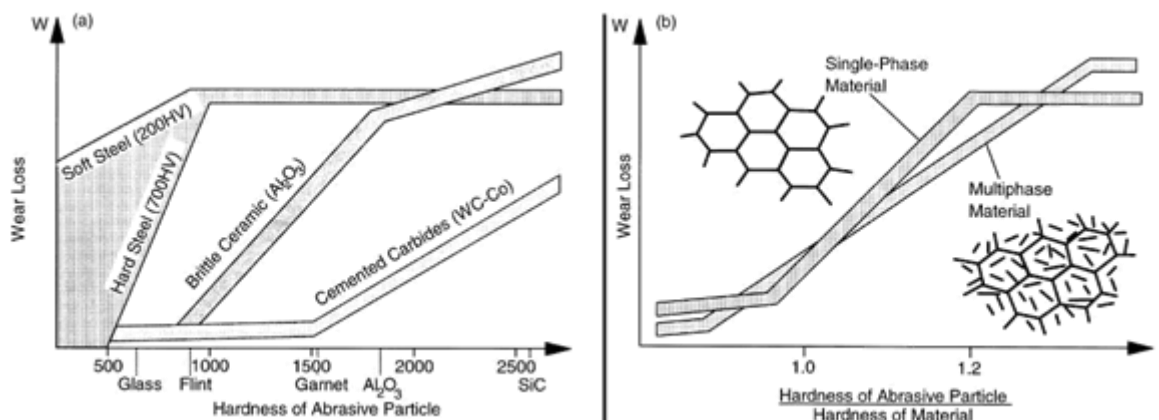 W
(a)
Wear Loss
Soft Steel (200HV)
Hard Steel (700HV)
Brittle Ceramic (Al2O3)
Cemented Carbides (WC-Co)
500
1000
1500
2000
2500
Glass
Flint
Garnet
Al2O3
SiC
Hardness of Abrasive Particle
W
(b)
Wear Loss
Single-Phase
Material
Multiphase
Material
1.0
1.2
Hardness of Abrasive Particle
Hardness of Material